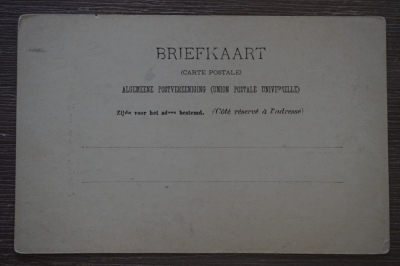 BRIEFKAART
(CARTE POSTALE)
ALGEMEENE POSTVEREENIGING (UNION POSTALE UNIVERSELLE)
Zijde voor het adres bestemd. (Côté réservé à l'adresse)